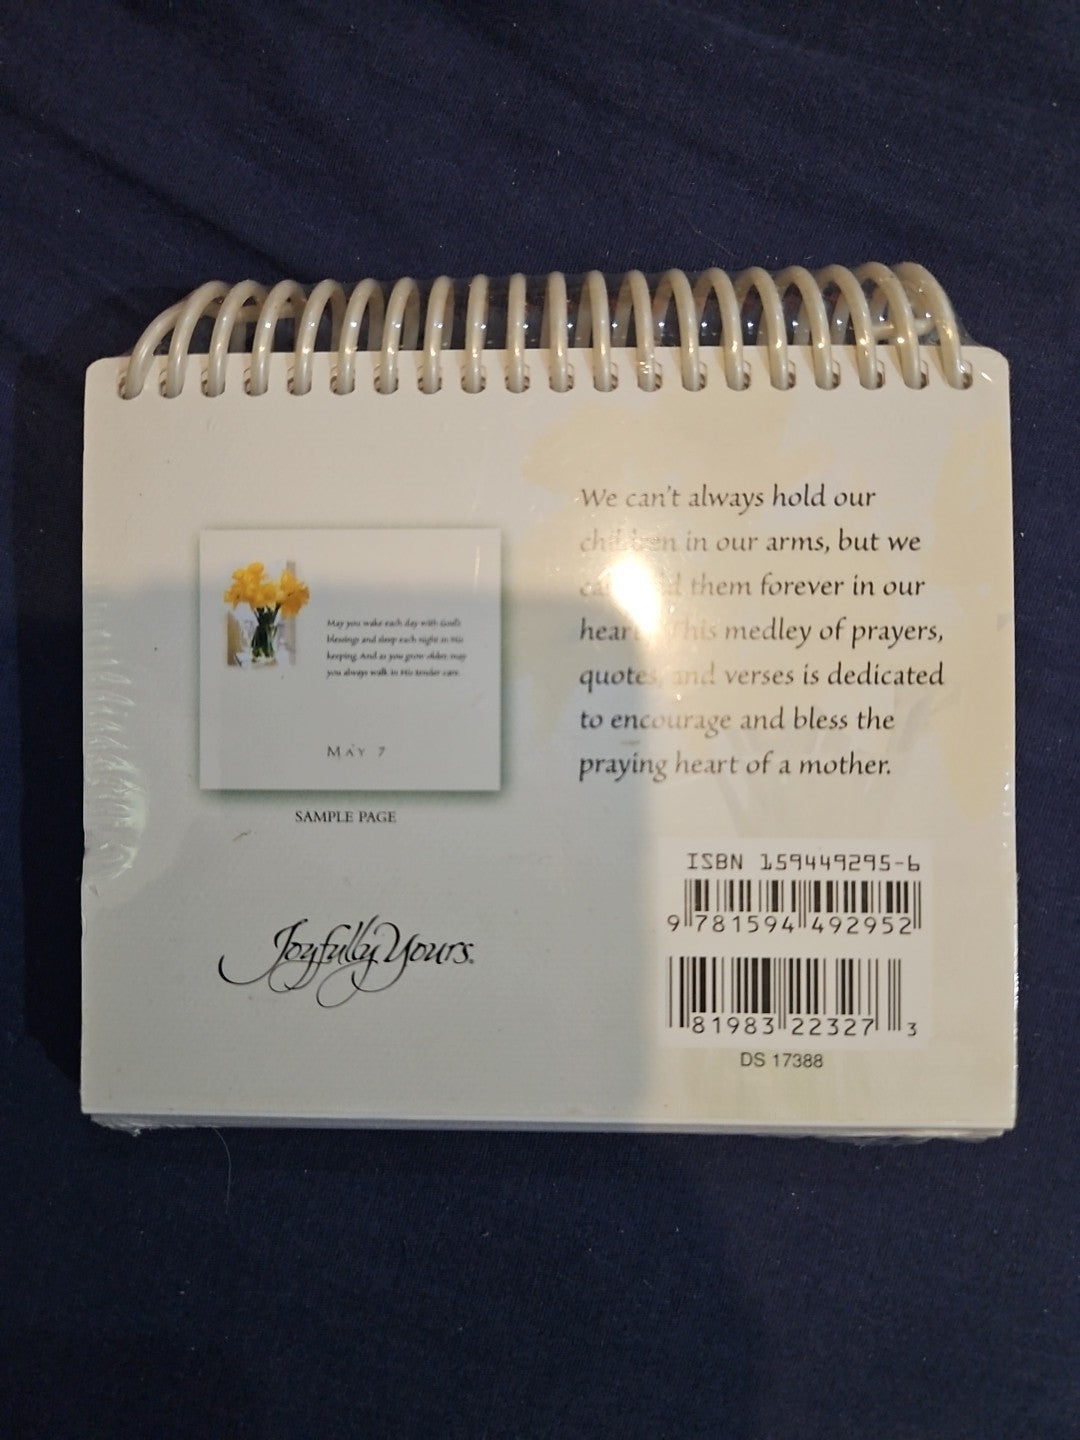 We can't always hold our
children in our arms, but we
them forever in our
This medley of prayers,
quotes, and verses is dedicated
to encourage and bless the
praying heart of a mother.
May you wake each day with God's
blessings and sleep each night in His
keeping. And as you grow older, may
you always walk in His tender care.
MAY 7
SAMPLE PAGE
Joyfully Yours®
ISBN 159449295-6
9 781594 492952
81983 22327 3
DS 17388